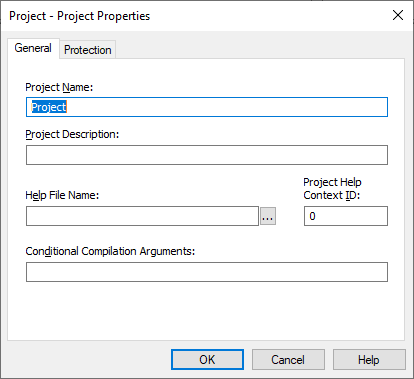 Project - Project Properties
General
Protection
Project Name:
Project
Project Description:
Help File Name:
...
Project Help
Context ID:
0
Conditional Compilation Arguments:
OK
Cancel
Help